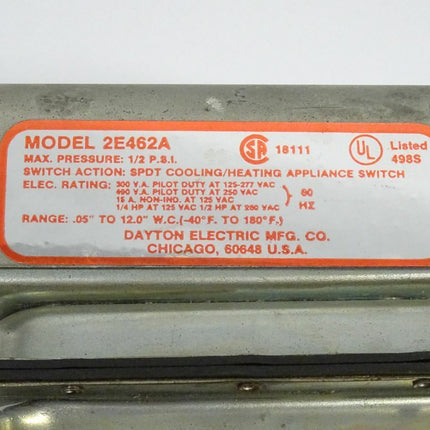 MODEL 2E462A
SA 18111 UL Listed
498S
MAX. PRESSURE: 1/2 P.S.I.
SWITCH ACTION: SPDT COOLING/HEATING APPLIANCE SWITCH
ELEC. RATING: 300 V.A. PILOT DUTY AT 125-277 VAC
460 V.A. PILOT DUTY AT 250 VAC
15 A. NON-IND. AT 125 VAC
1/4 HP AT 125 VAC 1/2 HP AT 250 VAC
60
HZ
RANGE: .05" TO 12.0" W.C.(-40°F. TO 180°F.)
DAYTON ELECTRIC MFG. CO.
CHICAGO, 60648 U.S.A.